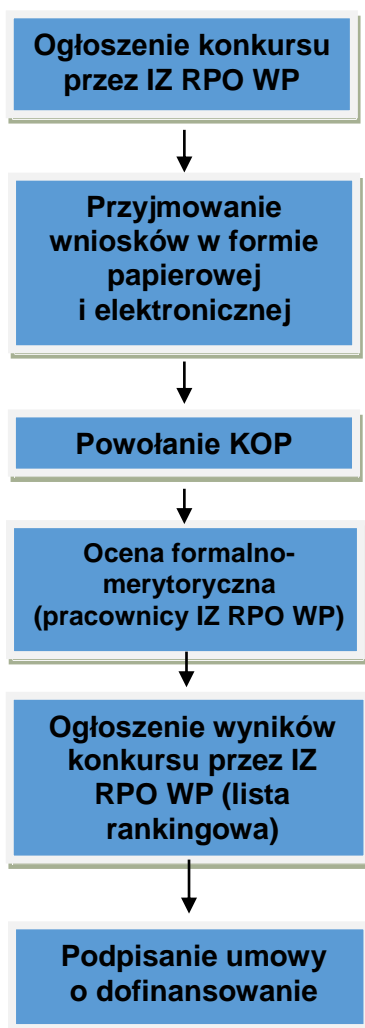 Ogłoszenie konkursu
przez IZ RPO WP
Przyjmowanie
wniosków w formie
papierowej
i elektronicznej
Powołanie KOP
Ocena formalno-
merytoryczna
(pracownicy IZ RPO WP)
Ogłoszenie wyników
konkursu przez IZ
RPO WP (lista
rankingowa)
Podpisanie umowy
o dofinansowanie